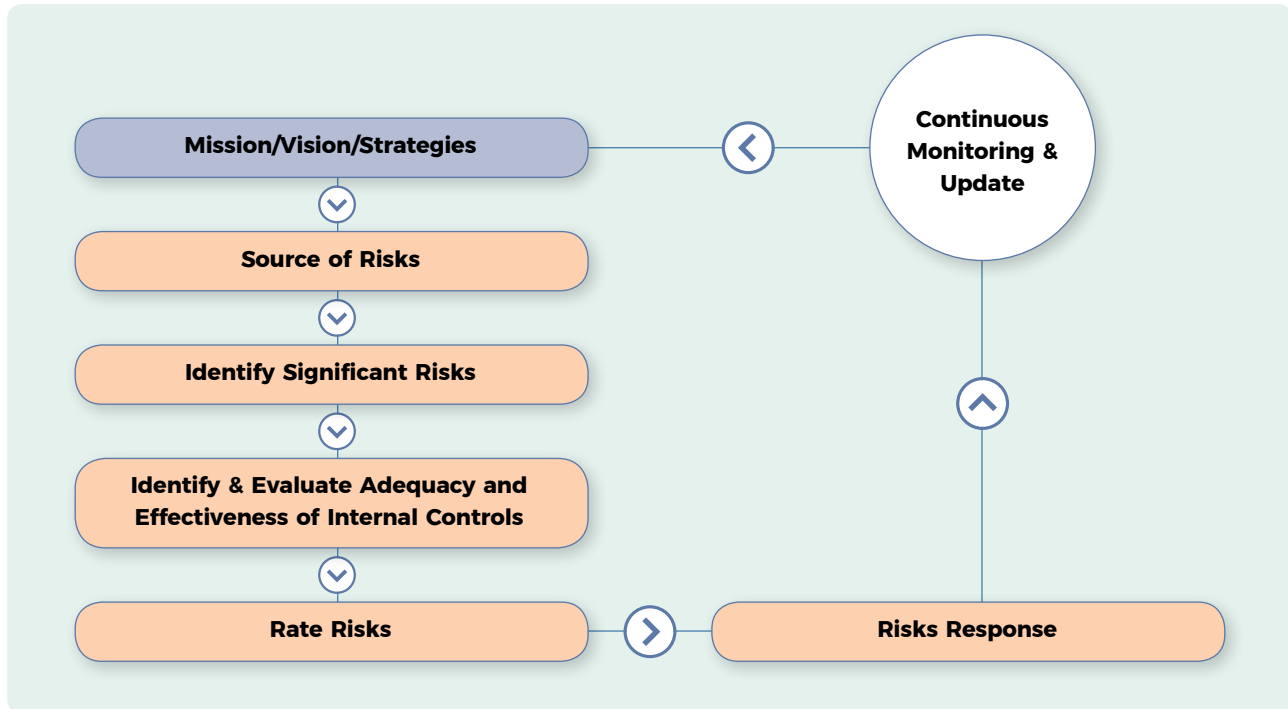 Mission/Vision/Strategies
Source of Risks
Identify Significant Risks
Identify & Evaluate Adequacy and
Effectiveness of Internal Controls
Rate Risks
Risks Response
Continuous
Monitoring &
Update